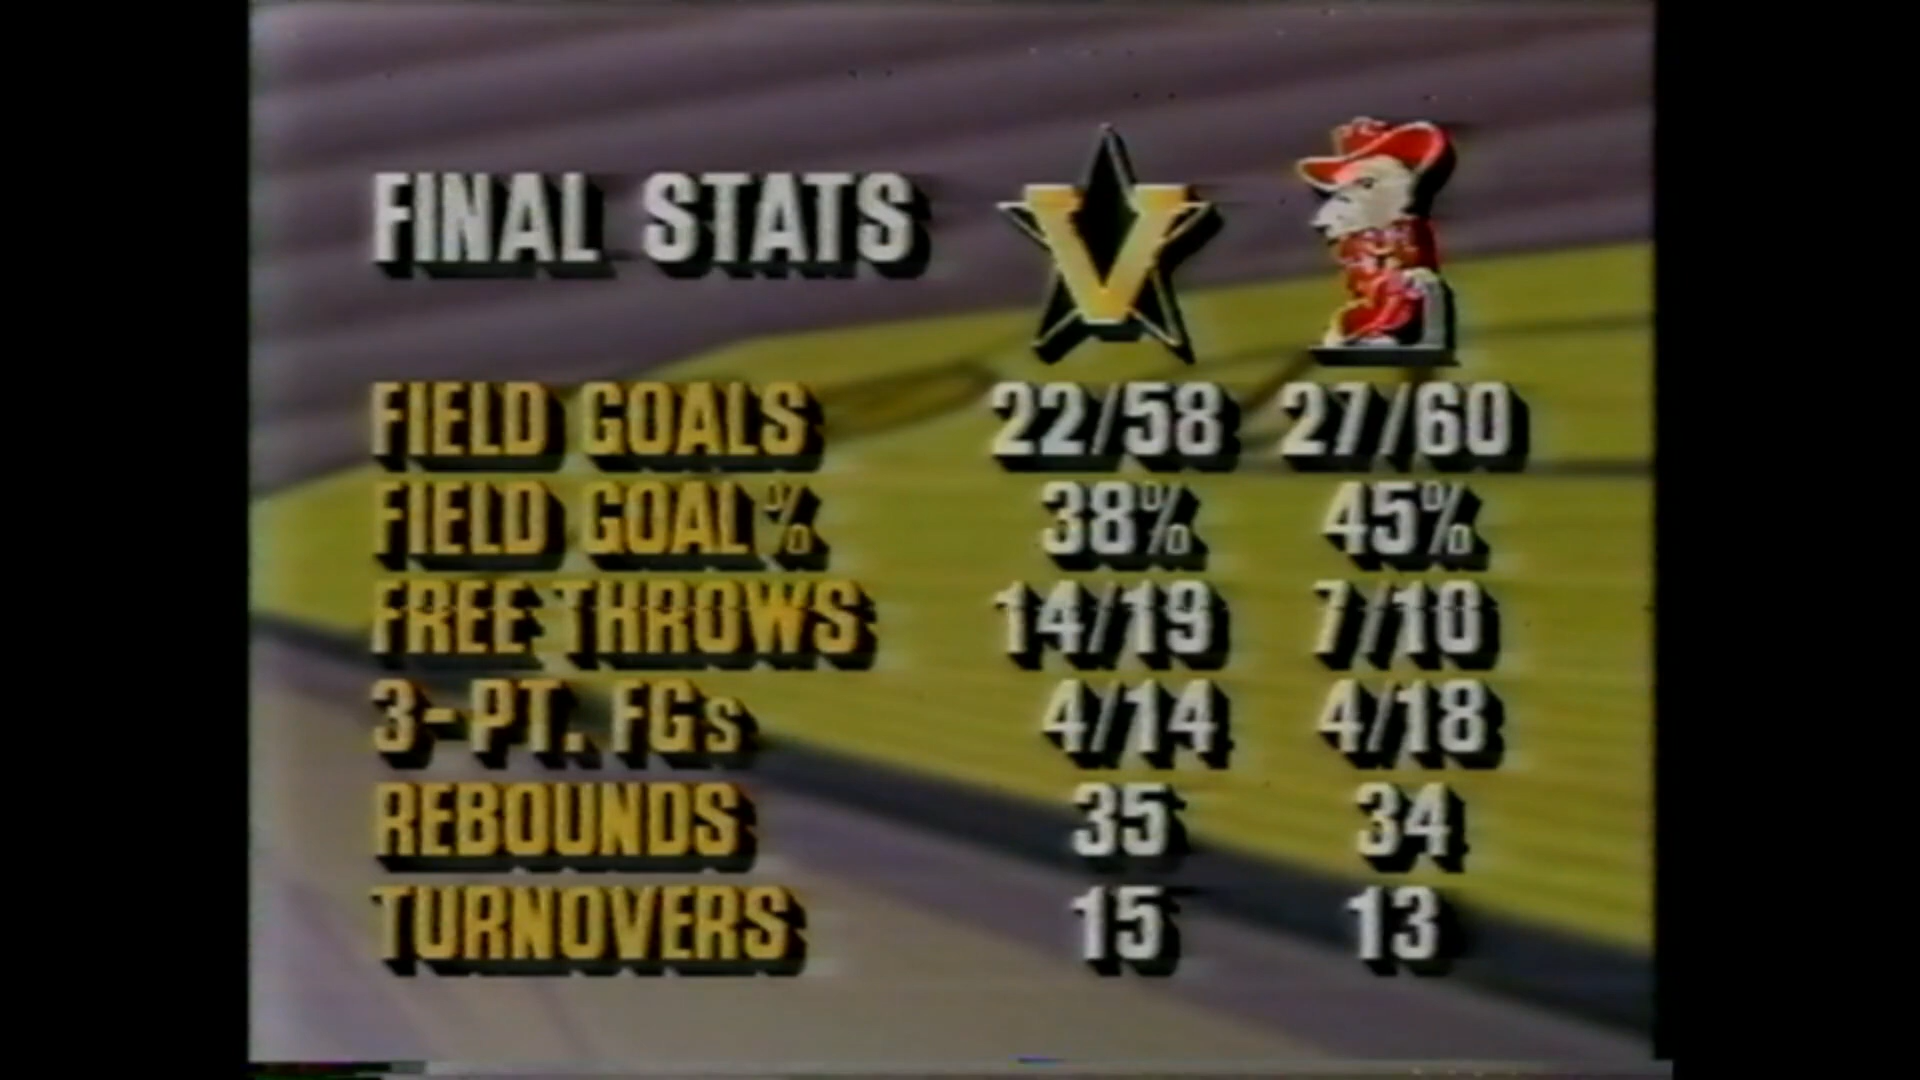 FINAL STATS V
FIELD GOALS 22/58 27/60
FIELD GOAL% 38% 45%
FREE THROWS 14/19 7/10
3-PT. FGs 4/14 4/18
REBOUNDS 35 34
TURNOVERS 15 13